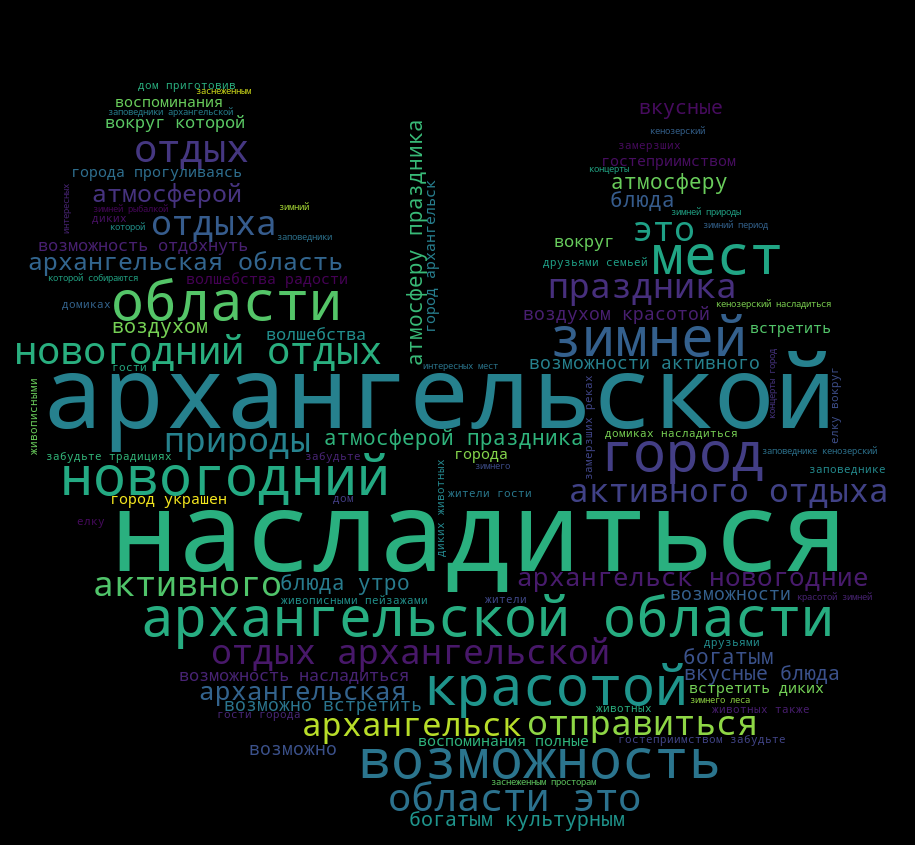 дом приготовив
заснеженным
воспоминания
заповедники архангельской
вокруг которой
отдых
города прогуливаясь
атмосферой
интересных
зимней рыбалкой
зимний
диких
которой
отдыха
заповедники
возможность отдохнуть
архангельская область
которой собираются
волшебства радости
домиках
области
воздухом
волшебства
новогодний отдых
гости
атмосферу праздника
город архангельск
вкусные
кенозерский
замерзших
гостеприимством
концерты
атмосферу
блюда
зимней природы
это
зимний период
вокруг
мест
друзьями семьей
праздника
кенозерский насладиться
воздухом красотой
зимней
встретить
возможности активного
интересных мест
архангельской
живописными
замерзших реках
концерты город
елку вокруг
природы
атмосферой праздника
домиках насладиться
город
забудьте традициях
забудьте
города
заповеднике кенозерский
зимнего
заповеднике
новогодний
диких животных
активного отдыха
город украшен
дом
жители гости
елку
насладиться
активного
блюда утро
архангельск новогодние
живописными пейзажами
жители
возможности
красотой зимней
архангельской области
друзьями
отдых архангельской
богатым
возможность насладиться
вкусные блюда
архангельская
красотой
встретить диких
зимнего леса
возможно встретить
животных
животных также
гости города
архангельск
отправиться
воспоминания полные
гостеприимством забудьте
возможно
возможность
заснеженным просторам
области это
богатым культурным